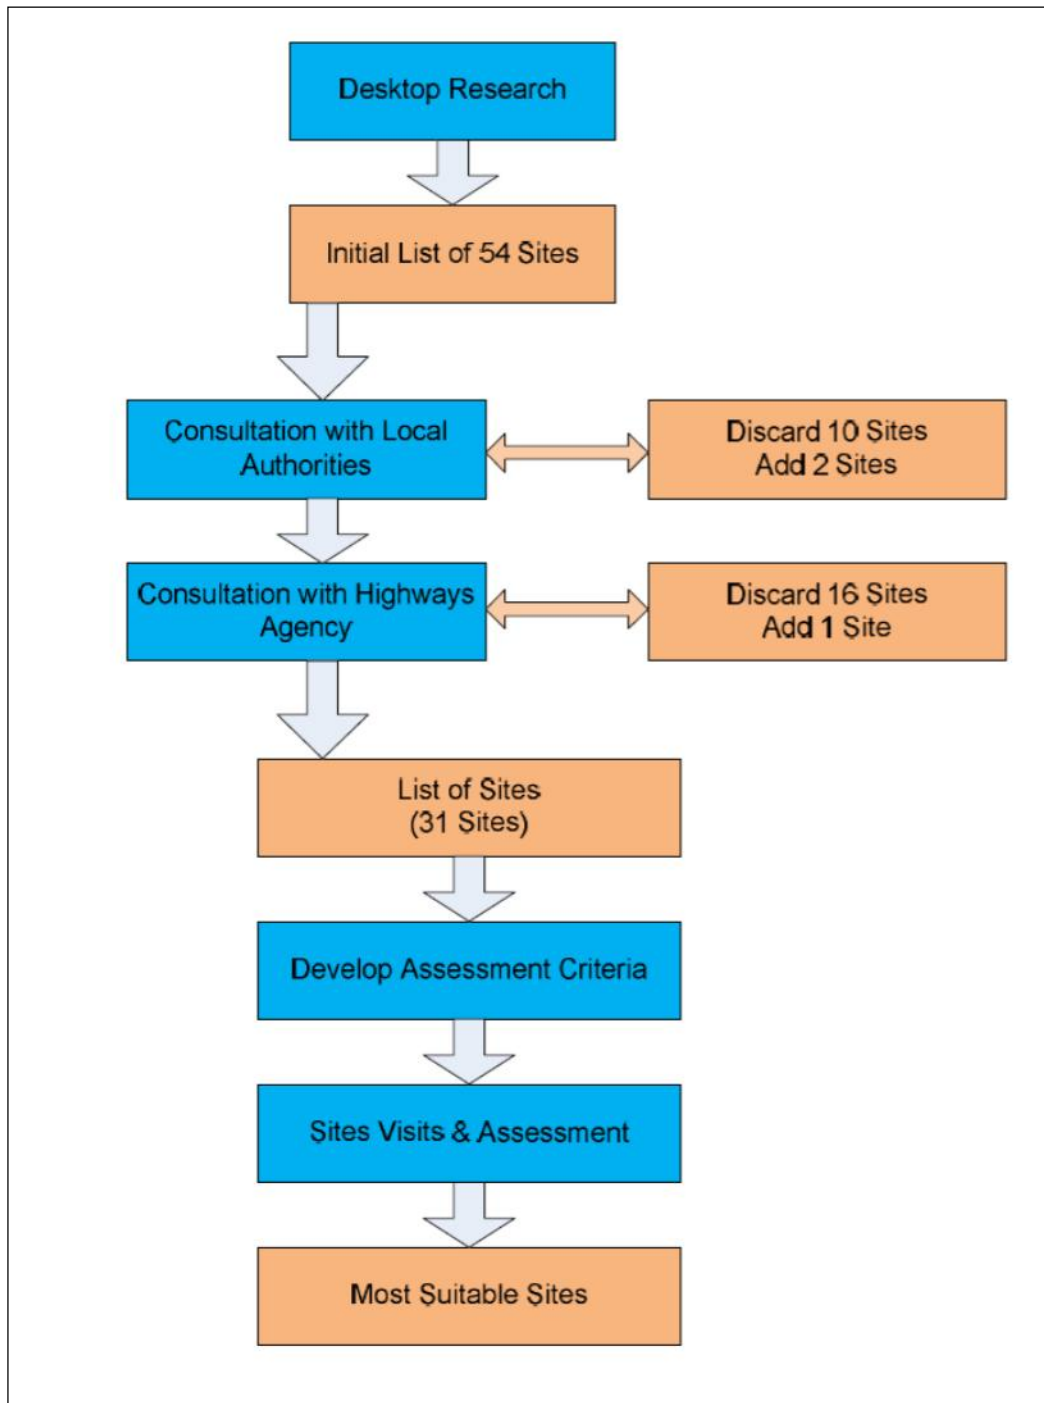 Desktop Research
Initial List of 54 Sites
Consultation with Local
Authorities
Discard 10 Sites
Add 2 Sites
Consultation with Highways
Agency
Discard 16 Sites
Add 1 Site
List of Sites
(31 Sites)
Develop Assessment Criteria
Sites Visits & Assessment
Most Suitable Sites